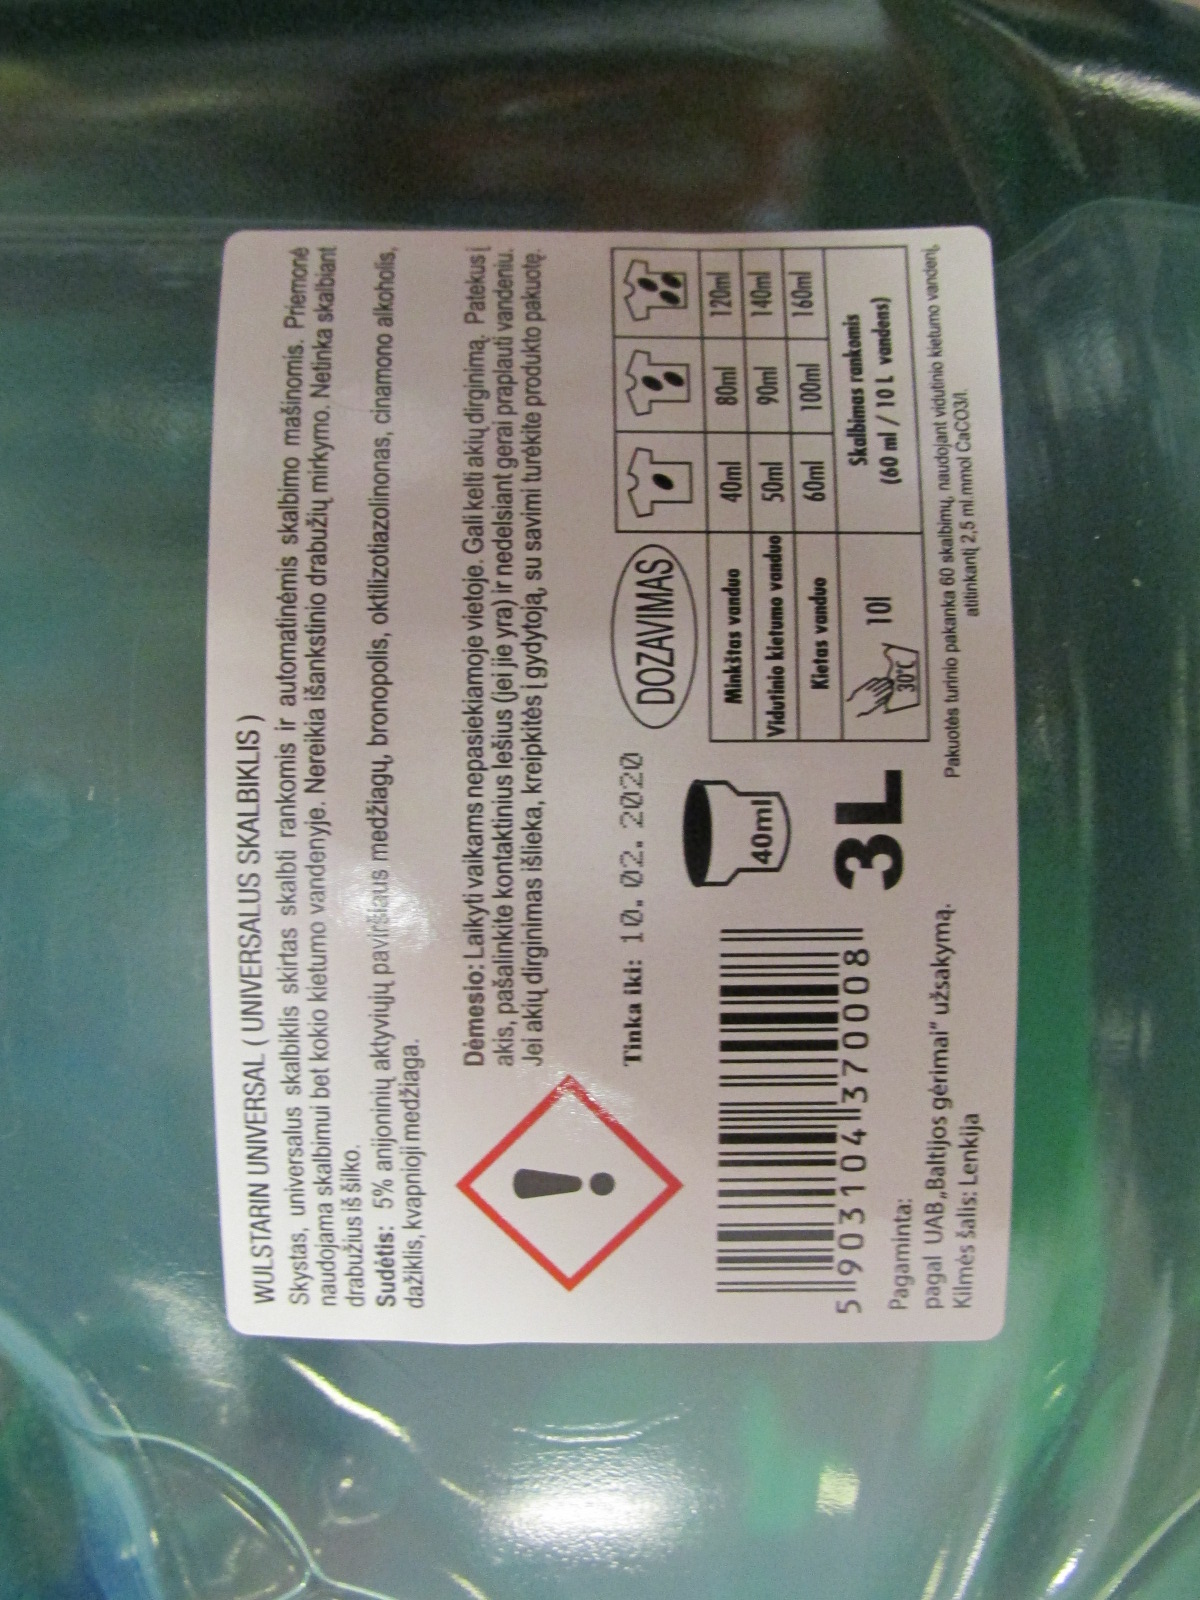 WULSTARIN UNIVERSAL ( UNIVERSALUS SKALBIKLIS )
Skystas, universalus skalbiklis skirtas skalbti rankomis ir automatinėmis skalbimo mašinomis. Priemonė
naudojama skalbimui bet kokio kietumo vandenyje. Nereikia išankstinio drabužių mirkymo. Netinka skalbiant
drabužius iš šilko.
Sudėtis: 5% anijoninių aktyviųjų paviršiaus medžiagų, bronopolis, oktilizotiazolinonas, cinamono alkoholis,
dažiklis, kvapnioji medžiaga.
Dėmesio: Laikyti vaikams nepasiekiamoje vietoje. Gali kelti akių dirginimą. Patekus į
akis, pašalinkite kontaktinius lešius (jei jie yra) ir nedelsiant gerai praplauti vandeniu.
Jei akių dirginimas išlieka, kreipkitės į gydytoją, su savimi turėkite produkto pakuotę.
Tinka iki: 10. 02. 2020
DOZAVIMAS
Minkštas vanduo 40ml 80ml 120ml
Vidutinio kietumo vanduo 50ml 90ml 140ml
Kietas vanduo 60ml 100ml 160ml
30°C 10l
Skalbimas rankomis
(60 ml / 10 L vandens)
40ml
3L
5 903104 370008
Pagaminta:
pagal UAB „Baltijos gėrimai“ užsakymą.
Kilmės šalis: Lenkija
Pakuotės turinio pakanka 60 skalbimų, naudojant vidutinio kietumo vandenį,
atitinkantį 2,5 ml.mmol CaCO3/l.